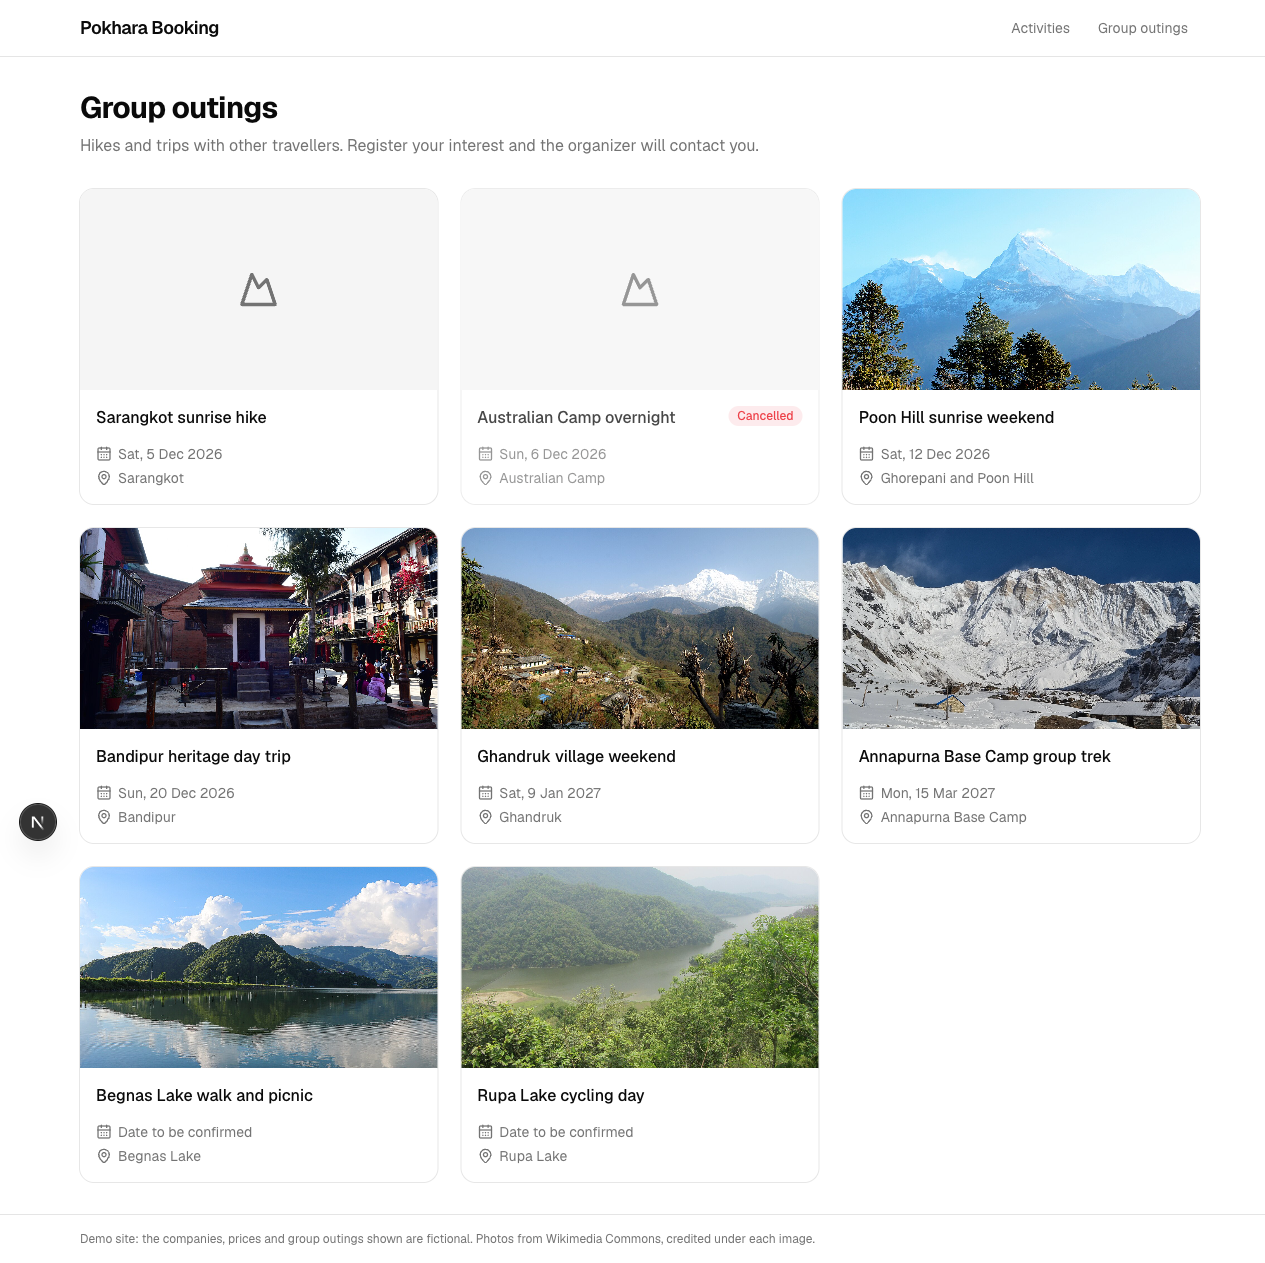 Pokhara Booking
Activities
Group outings
Group outings
Hikes and trips with other travellers. Register your interest and the organizer will contact you.
Sarangkot sunrise hike
Sat, 5 Dec 2026
Sarangkot
Australian Camp overnight
Cancelled
Sun, 6 Dec 2026
Australian Camp
Poon Hill sunrise weekend
Sat, 12 Dec 2026
Ghorepani and Poon Hill
Bandipur heritage day trip
Sun, 20 Dec 2026
Bandipur
Ghandruk village weekend
Sat, 9 Jan 2027
Ghandruk
Annapurna Base Camp group trek
Mon, 15 Mar 2027
Annapurna Base Camp
N
Begnas Lake walk and picnic
Date to be confirmed
Begnas Lake
Rupa Lake cycling day
Date to be confirmed
Rupa Lake
Demo site: the companies, prices and group outings shown are fictional. Photos from Wikimedia Commons, credited under each image.